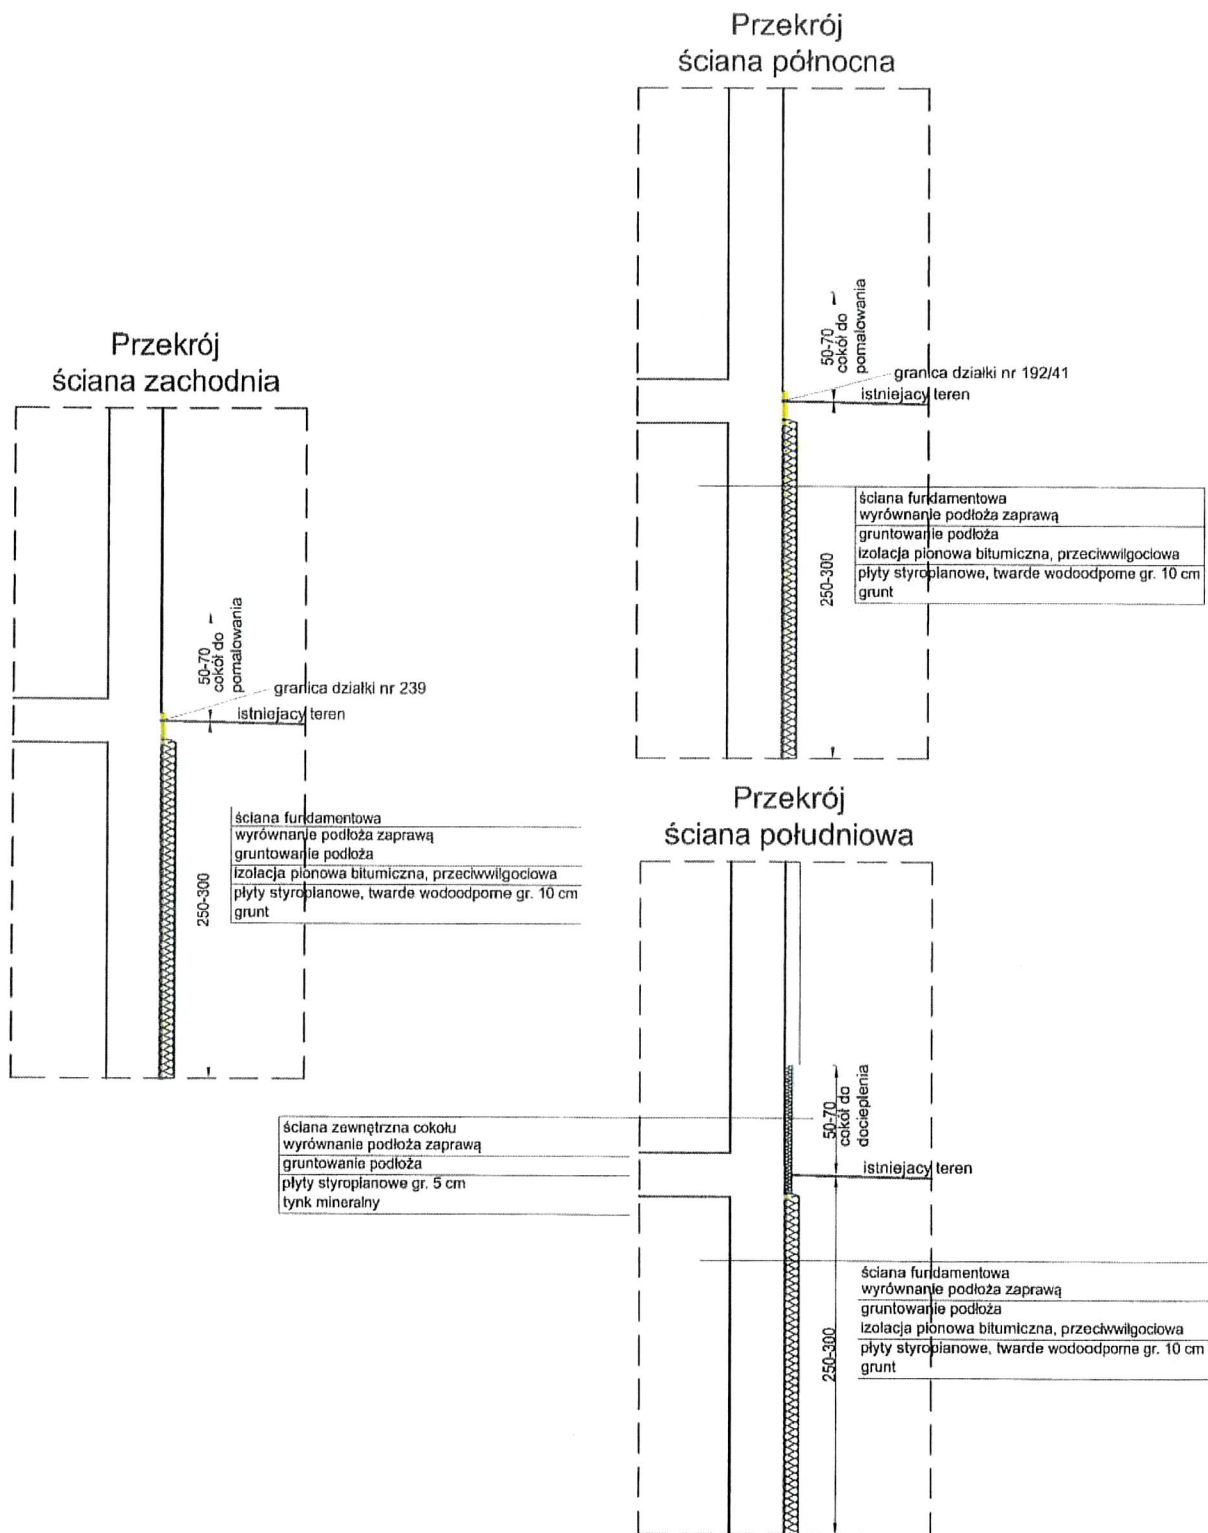 Przekrój
ściana północna
50-70
cokół do
pomalowania
granica działki nr 192/41
istniejacy teren
ściana fundamentowa
wyrównanie podłoża zaprawą
gruntowanie podłoża
izolacja pionowa bitumiczna, przeciwwilgociowa
płyty styropianowe, twarde wodoodporne gr. 10 cm
grunt
250-300
Przekrój
ściana zachodnia
50-70
cokół do
pomalowania
granica działki nr 239
istniejacy teren
ściana fundamentowa
wyrównanie podłoża zaprawą
gruntowanie podłoża
izolacja pionowa bitumiczna, przeciwwilgociowa
płyty styropianowe, twarde wodoodporne gr. 10 cm
grunt
250-300
Przekrój
ściana południowa
50-70
cokół do
docieplenia
ściana zewnętrzna cokołu
wyrównanie podłoża zaprawą
gruntowanie podłoża
płyty styropianowe gr. 5 cm
tynk mineralny
istniejacy teren
ściana fundamentowa
wyrównanie podłoża zaprawą
gruntowanie podłoża
izolacja pionowa bitumiczna, przeciwwilgociowa
płyty styropianowe, twarde wodoodporne gr. 10 cm
grunt
250-300